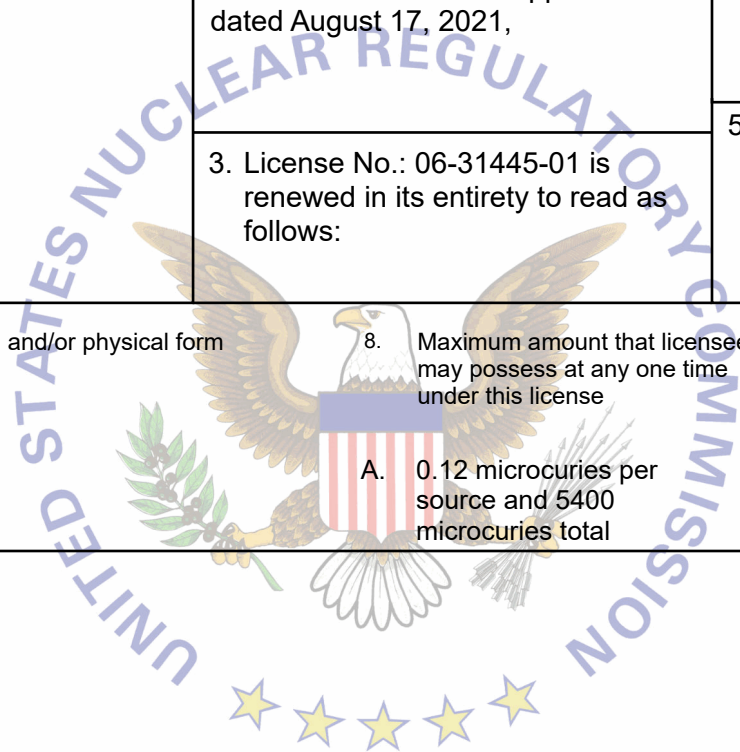 dated August 17, 2021,
5
3. License No.: 06-31445-01 is
renewed in its entirety to read as
follows:
and/or physical form
8. Maximum amount that licensee
may possess at any one time
under this license
A. 0.12 microcuries per
source and 5400
microcuries total
UNITED STATES NUCLEAR REGULATORY COMMISSION